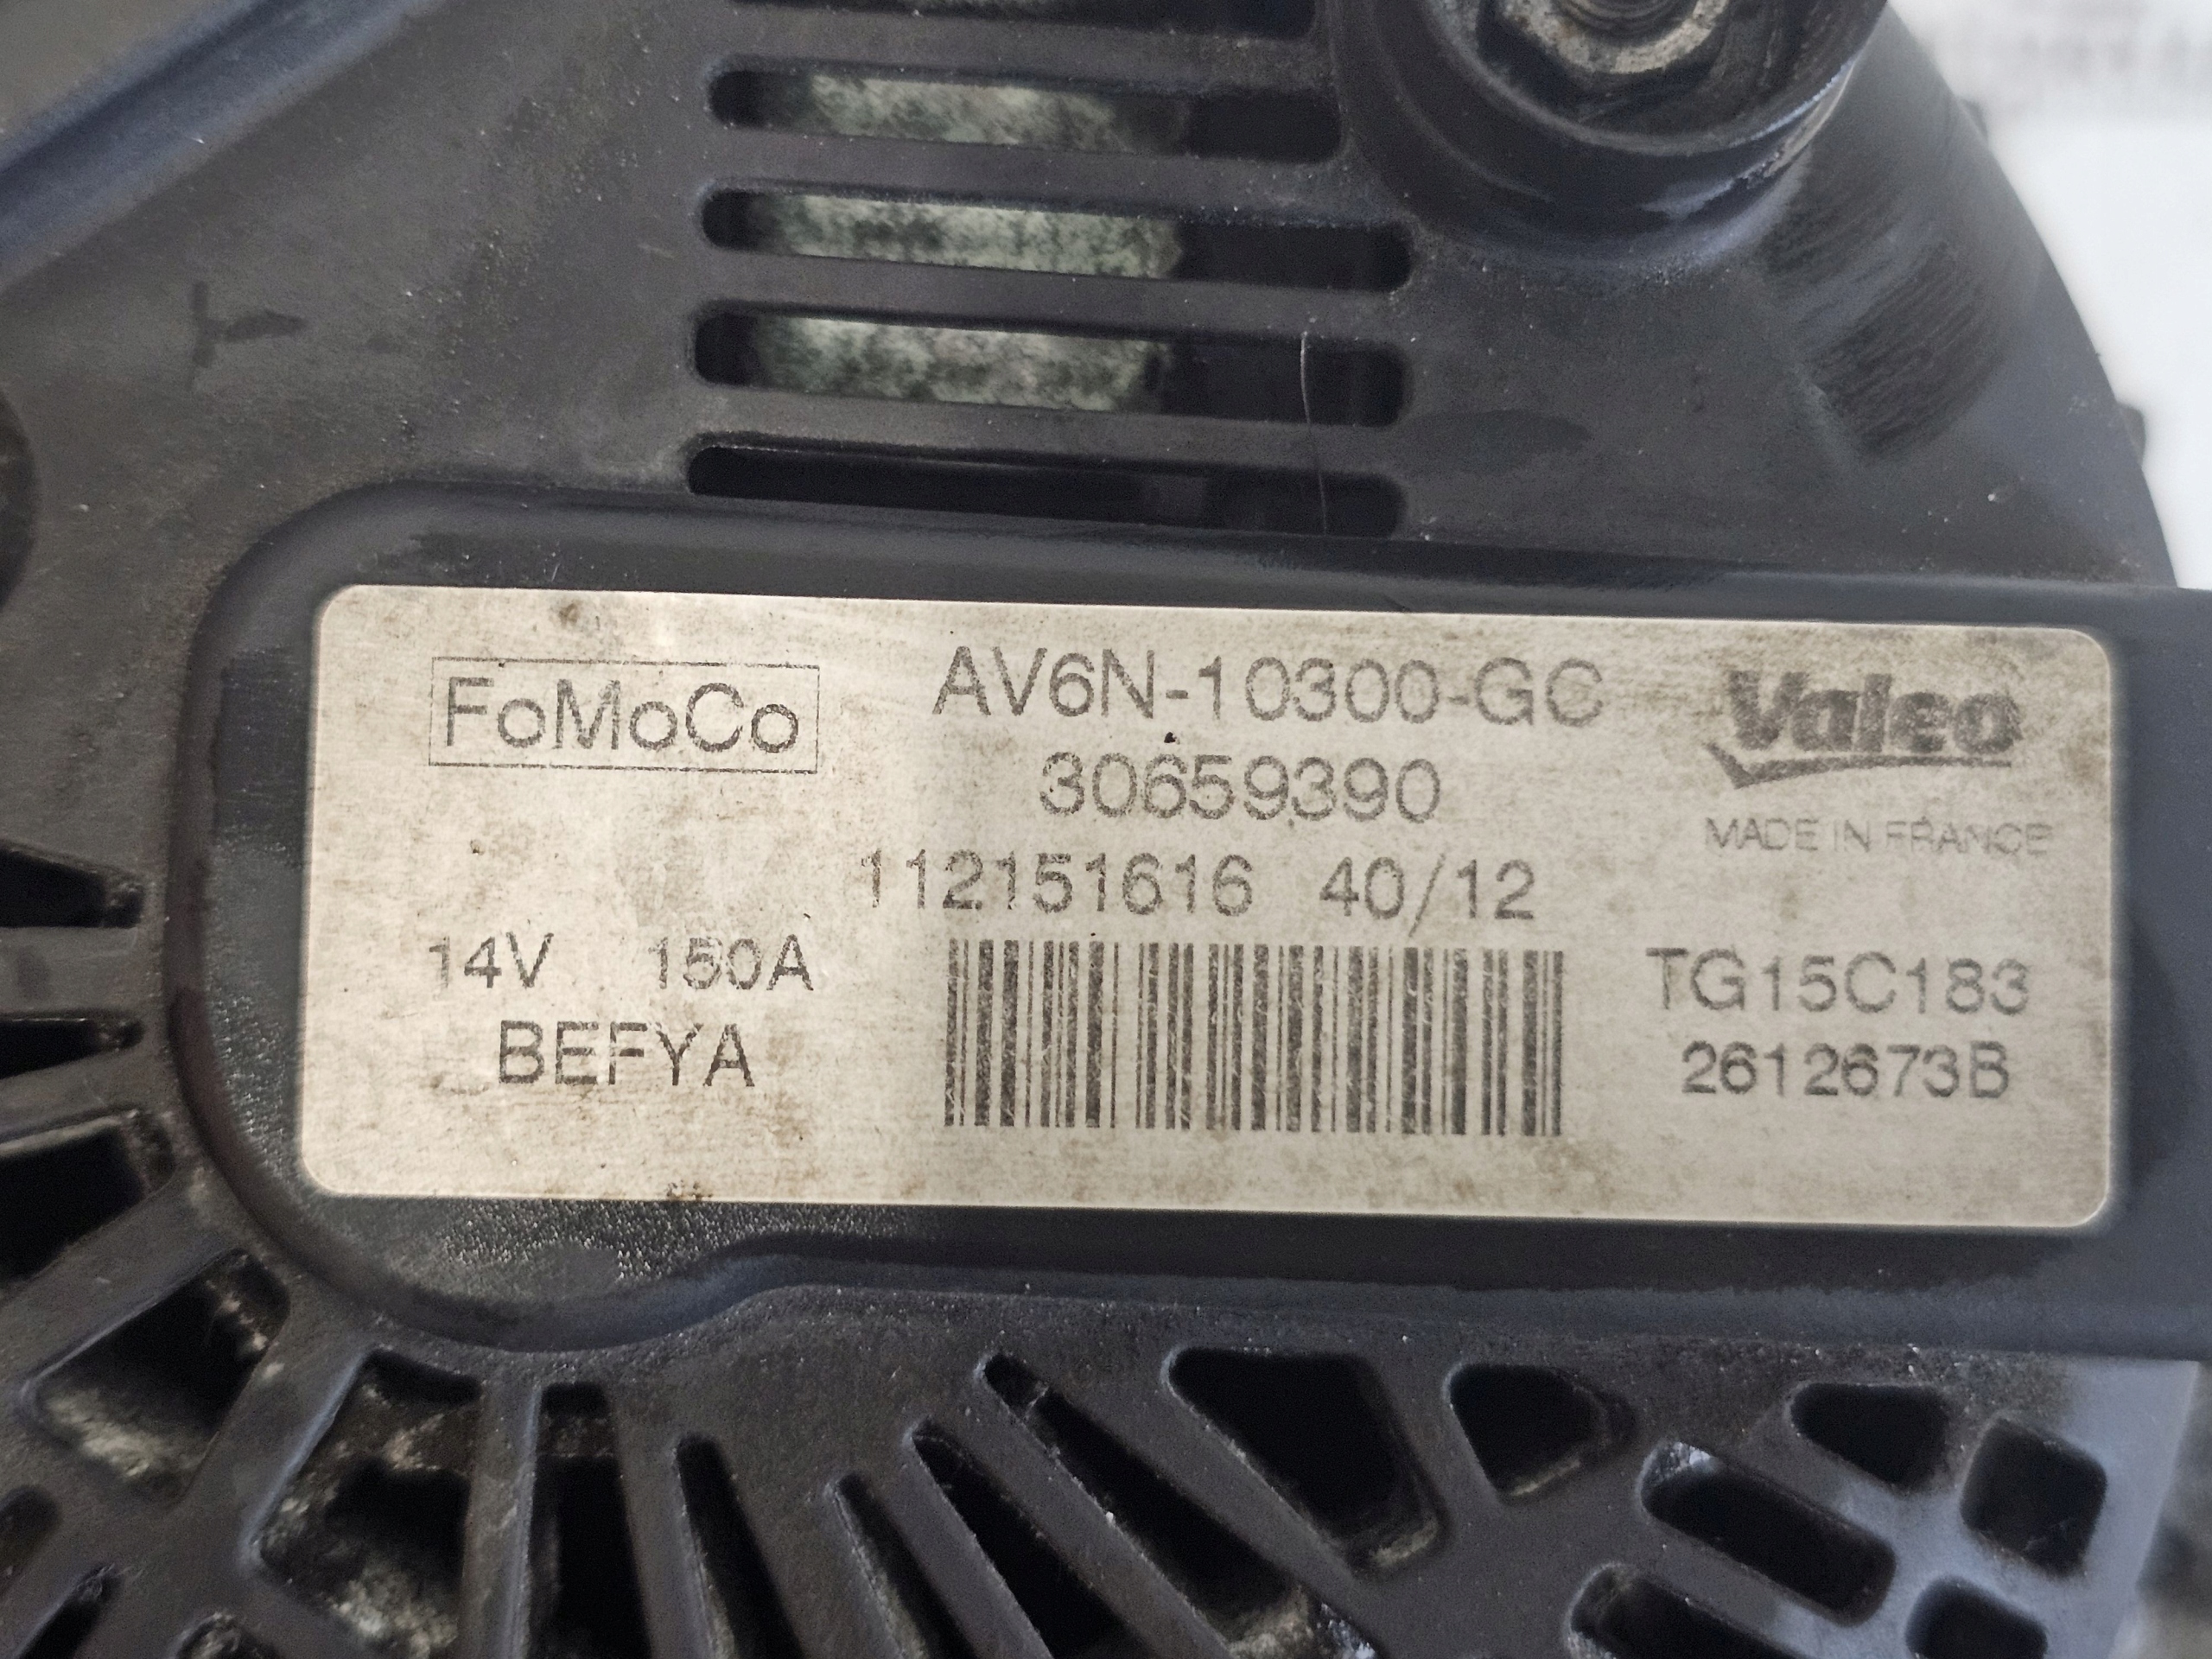 FoMoCo
AV6N-10300-GC
Valeo
30659390
MADE IN FRANCE
112151616 40/12
14V 150A
TG15C183
BEFYA
2612673B